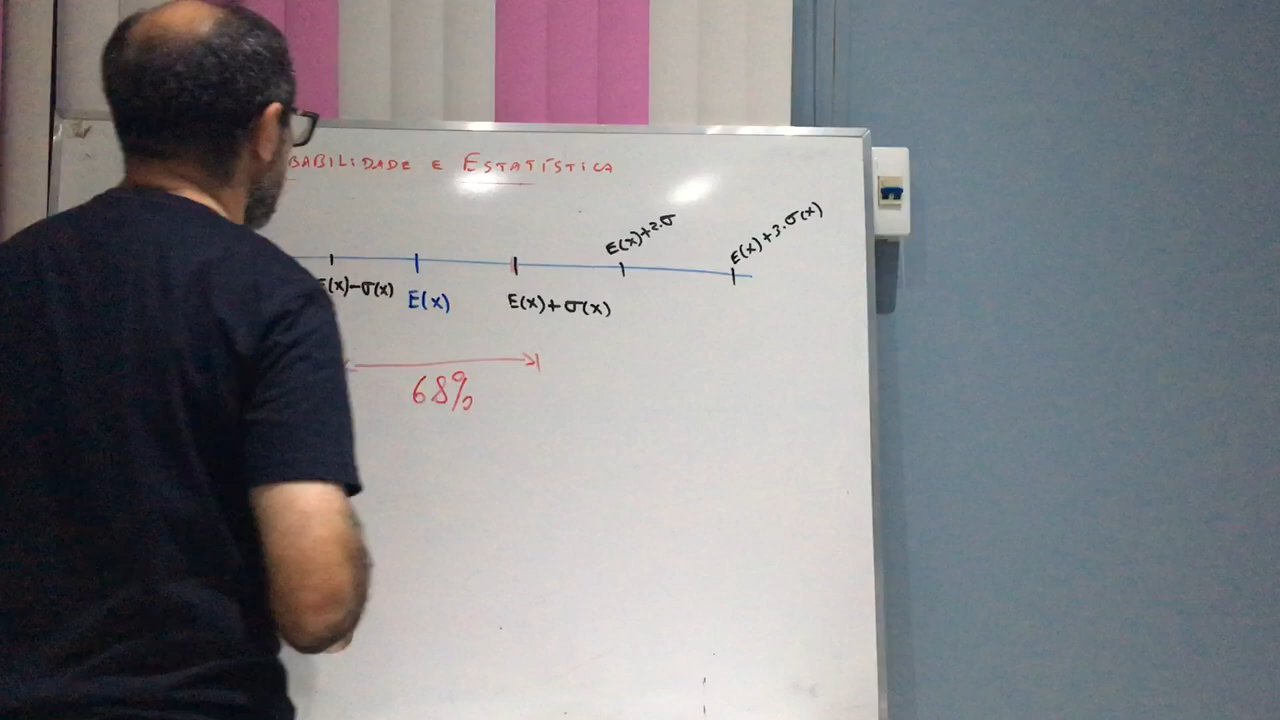 BABILIDADE E ESTATÍSTICA
E(x)+2.σ
E(x)+3.σ(x)
E(x)-σ(x) E(x) E(x)+σ(x)
68%